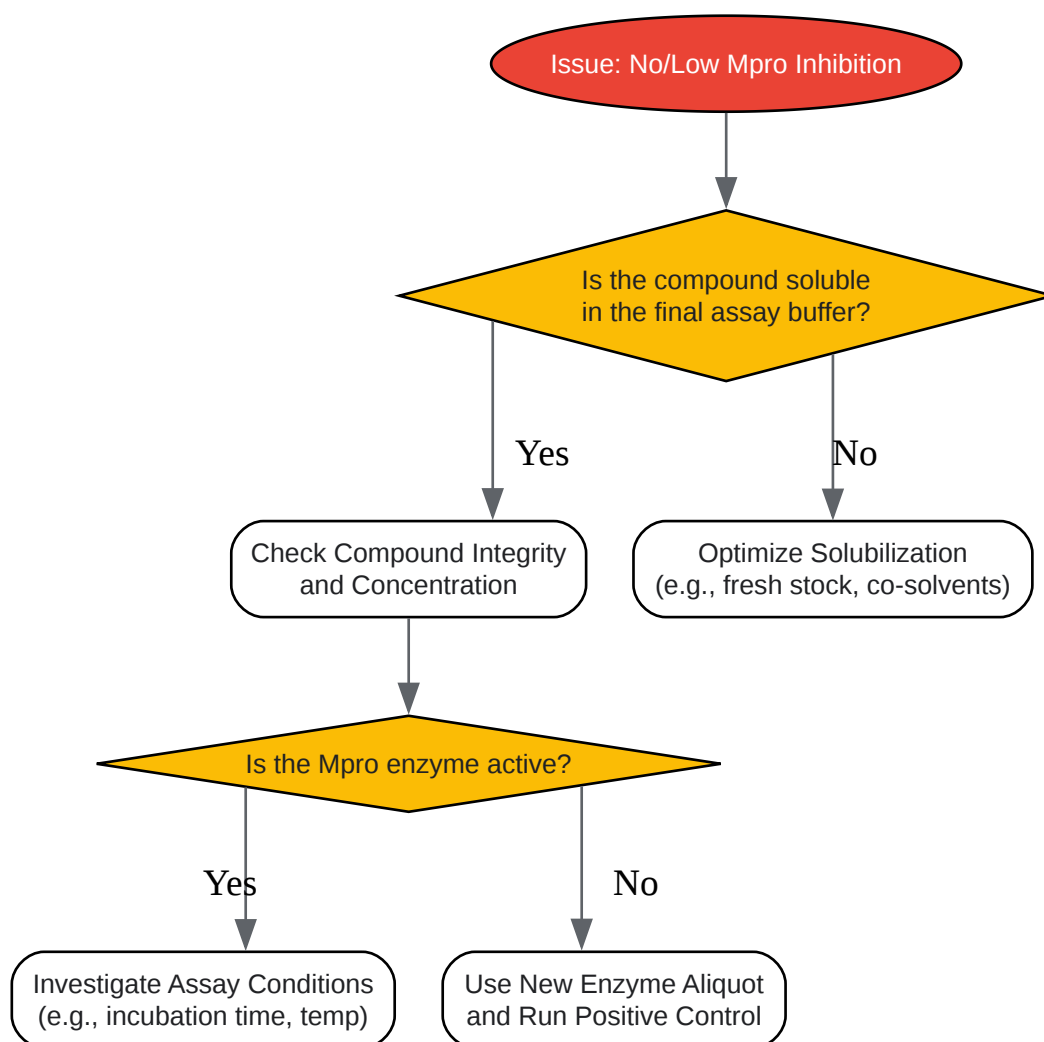 Issue: No/Low Mpro Inhibition
Is the compound soluble
in the final assay buffer?
Yes
No
Check Compound Integrity
and Concentration
Optimize Solubilization
(e.g., fresh stock, co-solvents)
Is the Mpro enzyme active?
Yes
No
Investigate Assay Conditions
(e.g., incubation time, temp)
Use New Enzyme Aliquot
and Run Positive Control